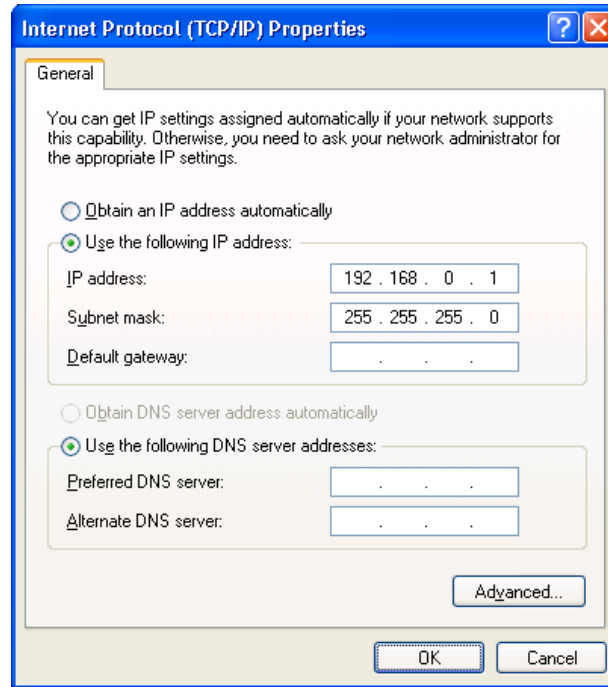 Internet Protocol (TCP/IP) Properties
General
You can get IP settings assigned automatically if your network supports
this capability. Otherwise, you need to ask your network administrator for
the appropriate IP settings.
Obtain an IP address automatically
Use the following IP address:
IP address: 192 . 168 . 0 . 1
Subnet mask: 255 . 255 . 255 . 0
Default gateway: . . .
Obtain DNS server address automatically
Use the following DNS server addresses:
Preferred DNS server: . . .
Alternate DNS server: . . .
Advanced...
OK Cancel